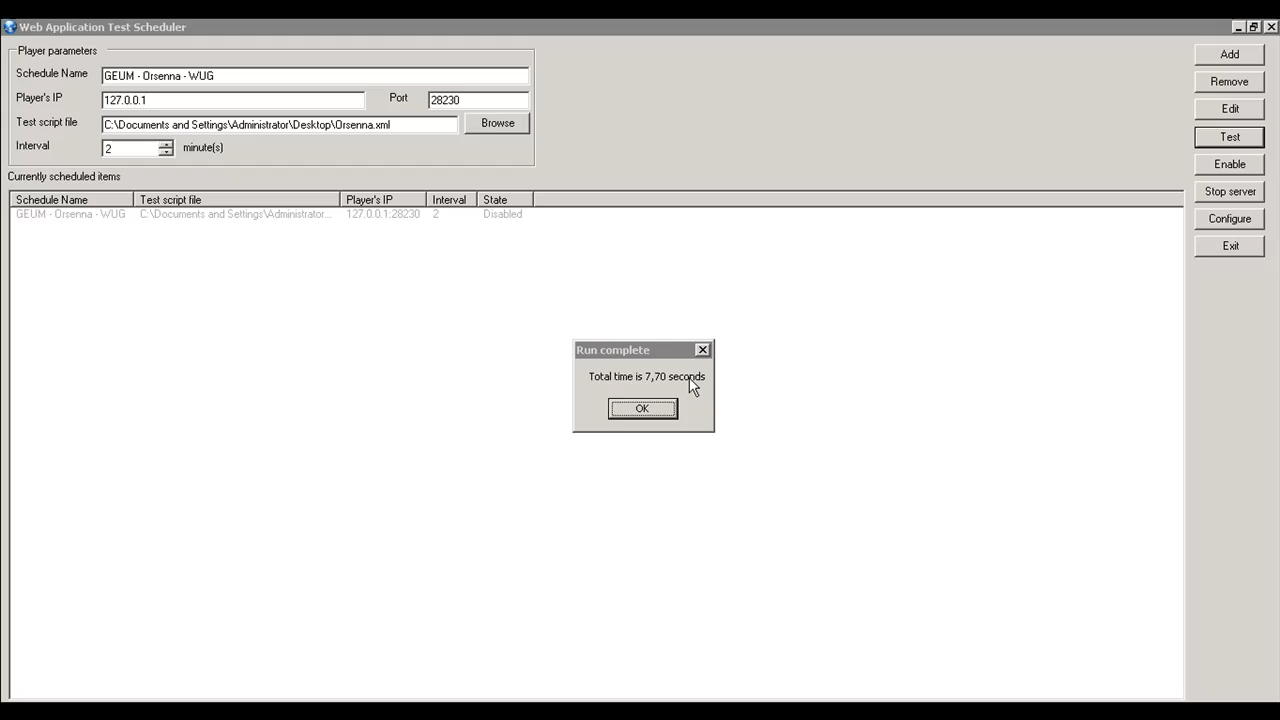 Web Application Test Scheduler
Player parameters
Schedule Name GEUM - Orsenna - WUG
Player's IP 127.0.0.1 Port 28230
Test script file C:\Documents and Settings\Administrator\Desktop\Orsenna.xml Browse
Interval 2 minute(s)
Currently scheduled items
Schedule Name Test script file Player's IP Interval State
GEUM - Orsenna - WUG C:\Documents and Settings\Administrator... 127.0.0.1:28230 2 Disabled
Run complete
Total time is 7,70 seconds
OK
Add
Remove
Edit
Test
Enable
Stop server
Configure
Exit